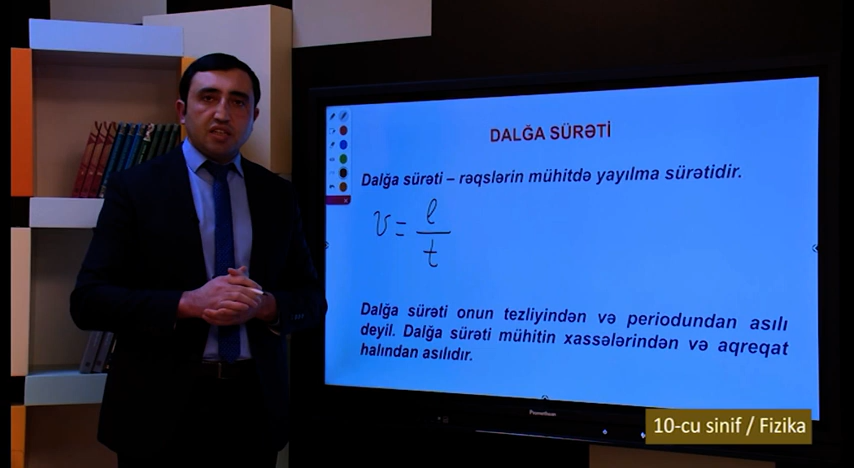 DALĞA SÜRƏTİ
Dalğa sürəti – rəqslərin mühitdə yayılma sürətidir.
v = l / t
Dalğa sürəti onun tezliyindən və periodundan asılı
deyil. Dalğa sürəti mühitin xassələrindən və aqreqat
halından asılıdır.
Promethean
10-cu sinif / Fizika